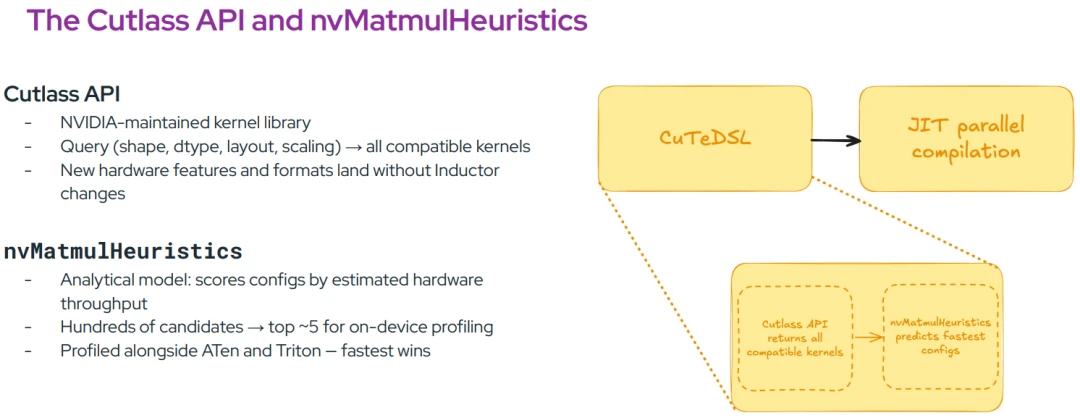 The Cutlass API and nvMatmulHeuristics
Cutlass API
- NVIDIA-maintained kernel library
- Query (shape, dtype, layout, scaling) → all compatible kernels
- New hardware features and formats land without Inductor
changes
nvMatmulHeuristics
- Analytical model: scores configs by estimated hardware
throughput
- Hundreds of candidates → top ~5 for on-device profiling
- Profiled alongside ATen and Triton — fastest wins
CuTeDSL
JIT parallel
compilation
Cutlass API
returns all
compatible kernels
nvMatmulHeuristics
predicts fastest
configs